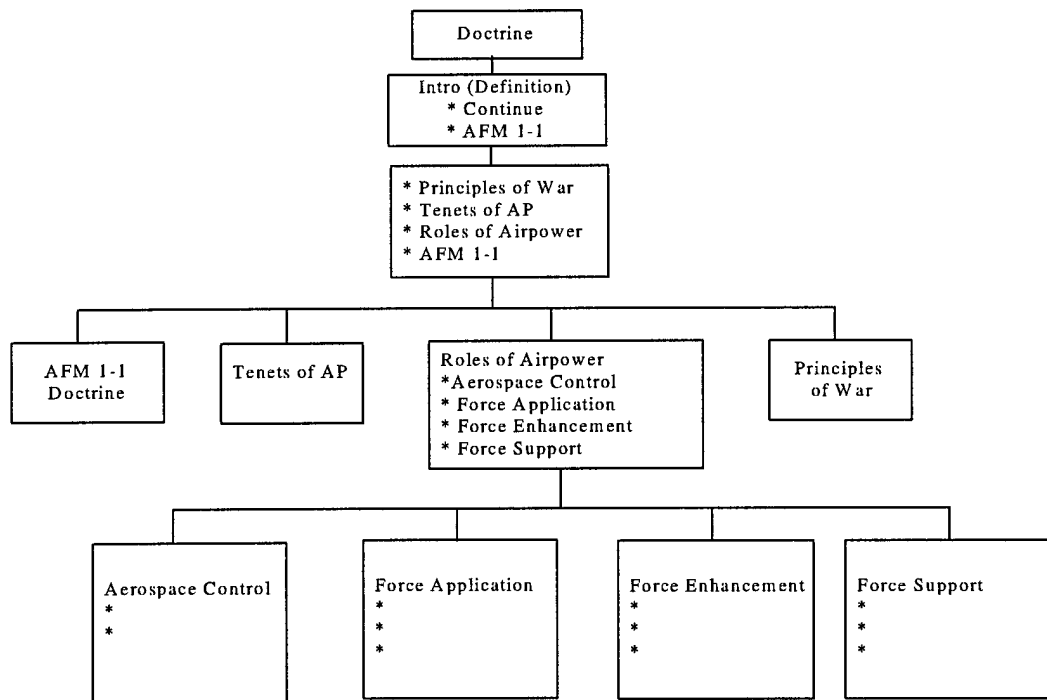 Doctrine
Intro (Definition)
* Continue
* AFM 1-1
* Principles of War
* Tenets of AP
* Roles of Airpower
* AFM 1-1
AFM 1-1
Doctrine
Tenets of AP
Roles of Airpower
*Aerospace Control
* Force Application
* Force Enhancement
* Force Support
Principles
of War
Aerospace Control
*
*
Force Application
*
*
*
Force Enhancement
*
*
*
Force Support
*
*
*